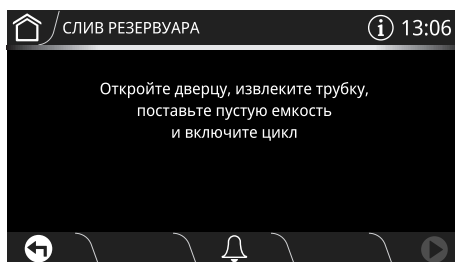 СЛИВ РЕЗЕРВУАРА
13:06
Откройте дверцу, извлеките трубку,
поставьте пустую емкость
и включите цикл